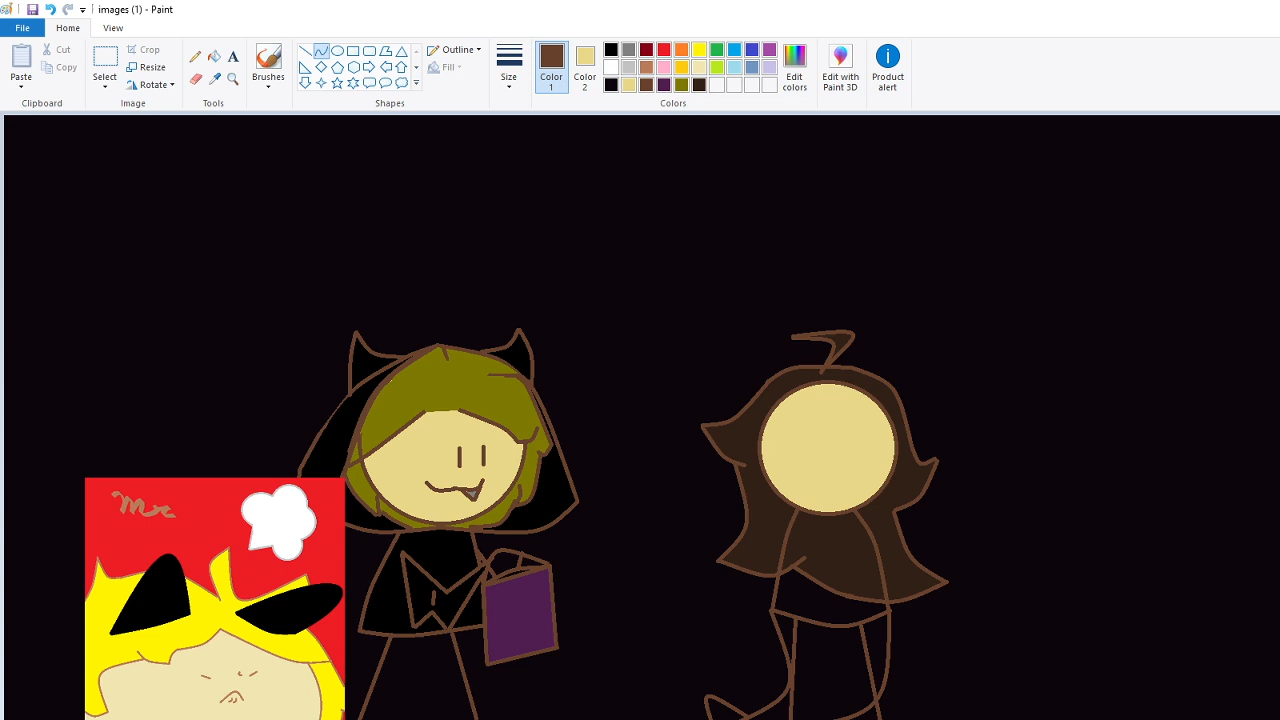 images (1) - Paint
File Home View
Paste Cut Copy
Clipboard
Select Crop Resize Rotate
Image
Tools
Brushes
Outline Fill
Shapes
Size
Color 1
Color 2
Edit colors
Colors
Edit with Paint 3D
Product alert